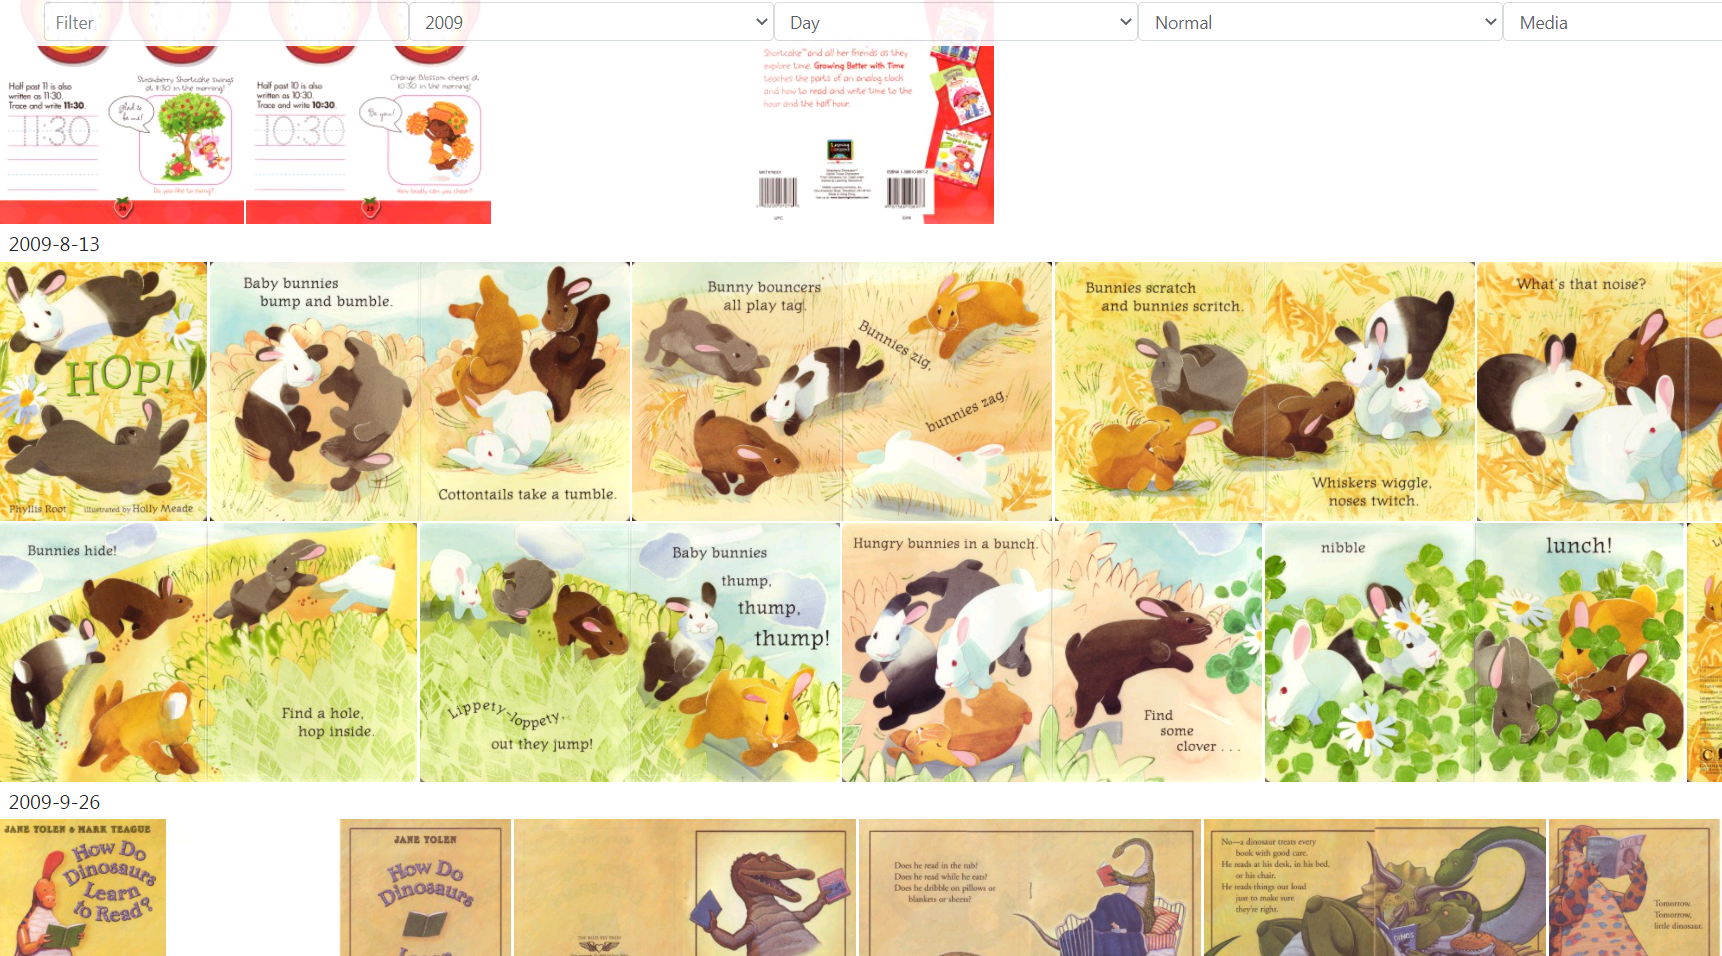 Filter
2009
Day
Normal
Media
Half past 11 is also
written as 11:30.
Trace and write 11:30.
11:30
Strawberry Shortcake swings
at 11:30 in the morning!
Glad to
be me!
Do you like to swing?
Half past 10 is also
written as 10:30.
Trace and write 10:30.
10:30
Orange Blossom cheers at
10:30 in the morning!
Be you!
How loudly can you cheer?
Shortcake™ and all her friends as they
explore time. Growing Better with Time
teaches the parts of an analog clock
and how to read and write time to the
hour and the half hour.
UPC
EAN
2009-8-13
HOP!
Phyllis Root
illustrated by Holly Meade
Baby bunnies
bump and bumble.
Cottontails take a tumble.
Bunny bouncers
all play tag.
Bunnies zig,
bunnies zag.
Bunnies scratch
and bunnies scritch.
Whiskers wiggle,
noses twitch.
What's that noise?
Bunnies hide!
Find a hole,
hop inside.
Baby bunnies
thump,
thump,
thump!
Lippety-loppety,
out they jump!
Hungry bunnies in a bunch.
Find
some
clover . . .
nibble
lunch!
2009-9-26
JANE YOLEN & MARK TEAGUE
How Do
Dinosaurs
Learn
to Read?
JANE YOLEN
How Do
Dinosaurs
Learn
Does he read in the tub?
Does he read while he eats?
Does he dribble on pillows or
blankets or sheets?
No—a dinosaur treats every
book with good care.
He reads at his desk, in his bed,
or his chair.
He reads things out loud
just to make sure
they're right.
DINOS
Tomorrow.
Tomorrow,
little dinosaur.